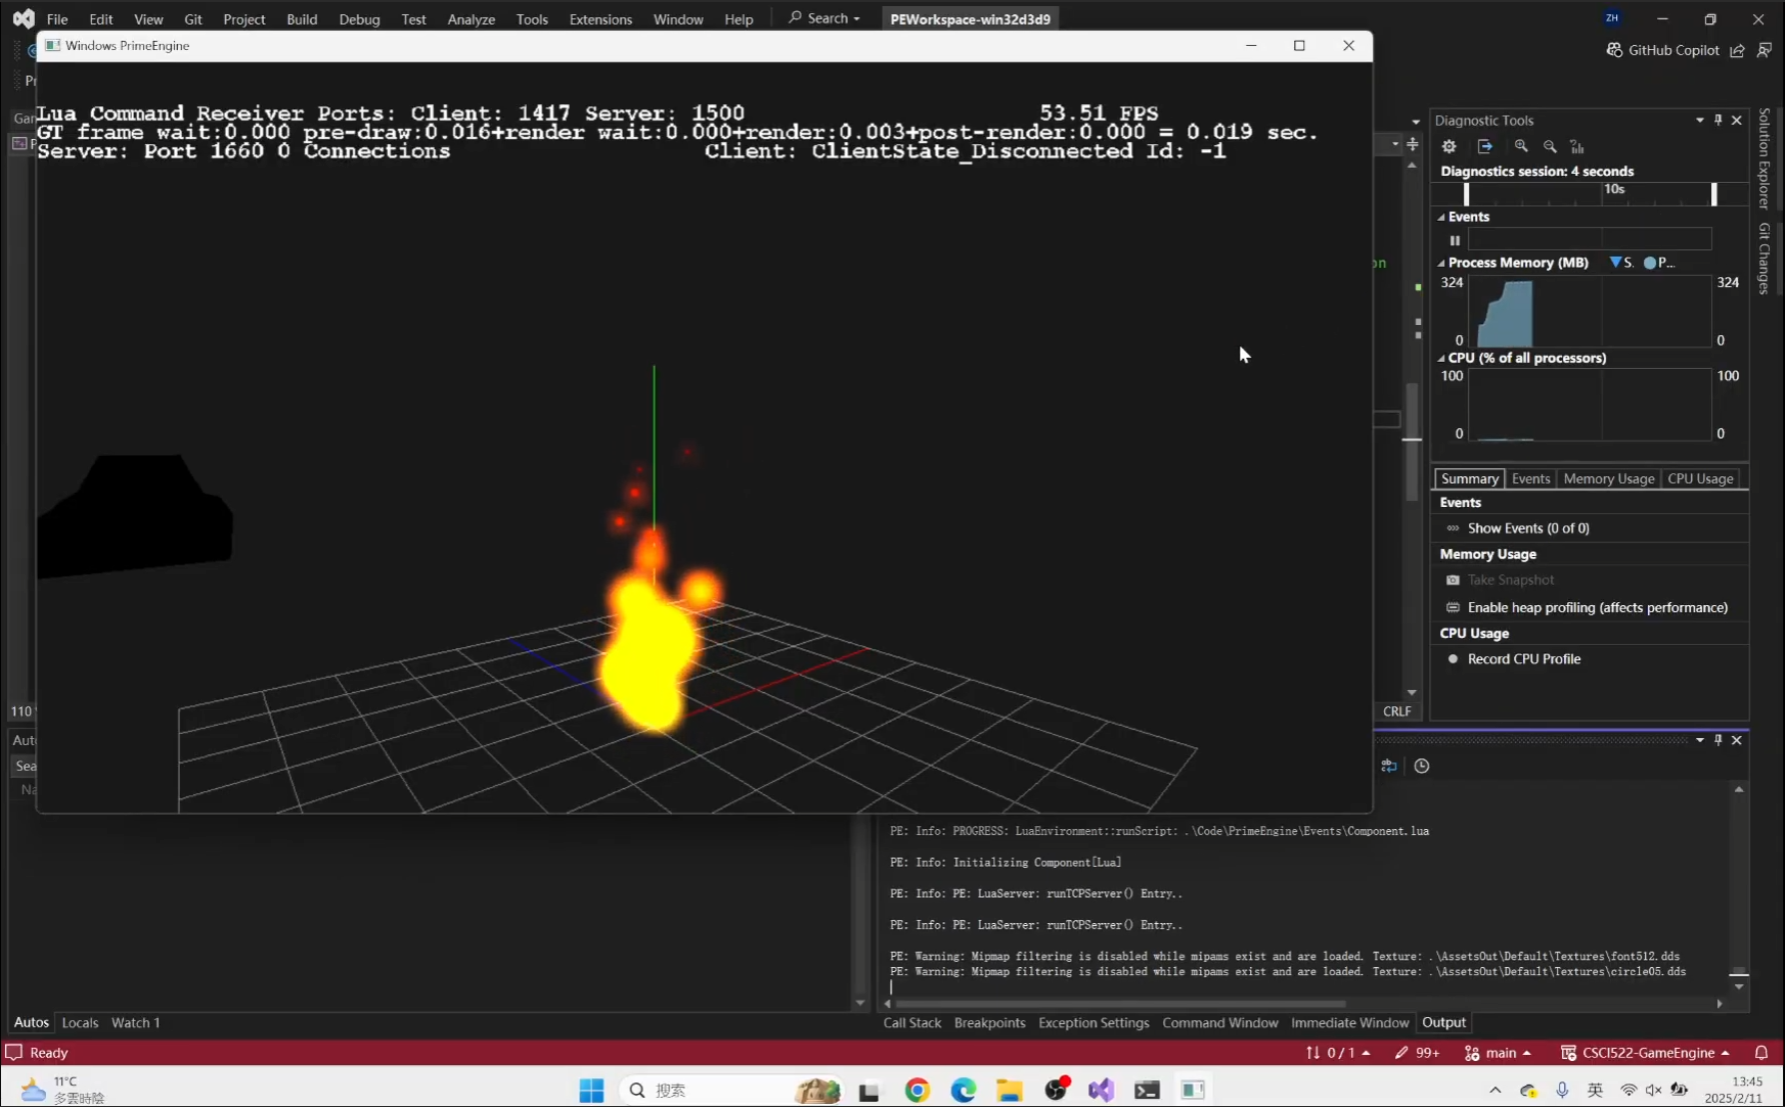 File Edit View Git Project Build Debug Test Analyze Tools Extensions Window Help Search PEWorkspace-win32d3d9 ZH
Windows PrimeEngine
GitHub Copilot
Lua Command Receiver Ports: Client: 1417 Server: 1500 53.51 FPS
GT frame wait:0.000 pre-draw:0.016+render wait:0.000+render:0.003+post-render:0.000 = 0.019 sec.
Server: Port 1660 0 Connections Client: ClientState_Disconnected Id: -1
Diagnostic Tools
Diagnostics session: 4 seconds
10s
Events
Process Memory (MB) S. P...
324 324
0 0
CPU (% of all processors)
100 100
0 0
Summary Events Memory Usage CPU Usage
Events
Show Events (0 of 0)
Memory Usage
Take Snapshot
Enable heap profiling (affects performance)
CPU Usage
Record CPU Profile
Solution Explorer
Git Changes
on
110
CRLF
Aut
Sea
Na
PE: Info: PROGRESS: LuaEnvironment::runScript: .\Code\PrimeEngine\Events\Component.lua
PE: Info: Initializing Component[Lua]
PE: Info: PE: LuaServer: runTCPServer() Entry..
PE: Info: PE: LuaServer: runTCPServer() Entry..
PE: Warning: Mipmap filtering is disabled while mipams exist and are loaded. Texture: .\AssetsOut\Default\Textures\font512.dds
PE: Warning: Mipmap filtering is disabled while mipams exist and are loaded. Texture: .\AssetsOut\Default\Textures\circle05.dds
Autos Locals Watch 1
Call Stack Breakpoints Exception Settings Command Window Immediate Window Output
Ready
0 / 1 99+ main CSCI522-GameEngine
11°C
多雲時陰
搜索
英
13:45
2025/2/11